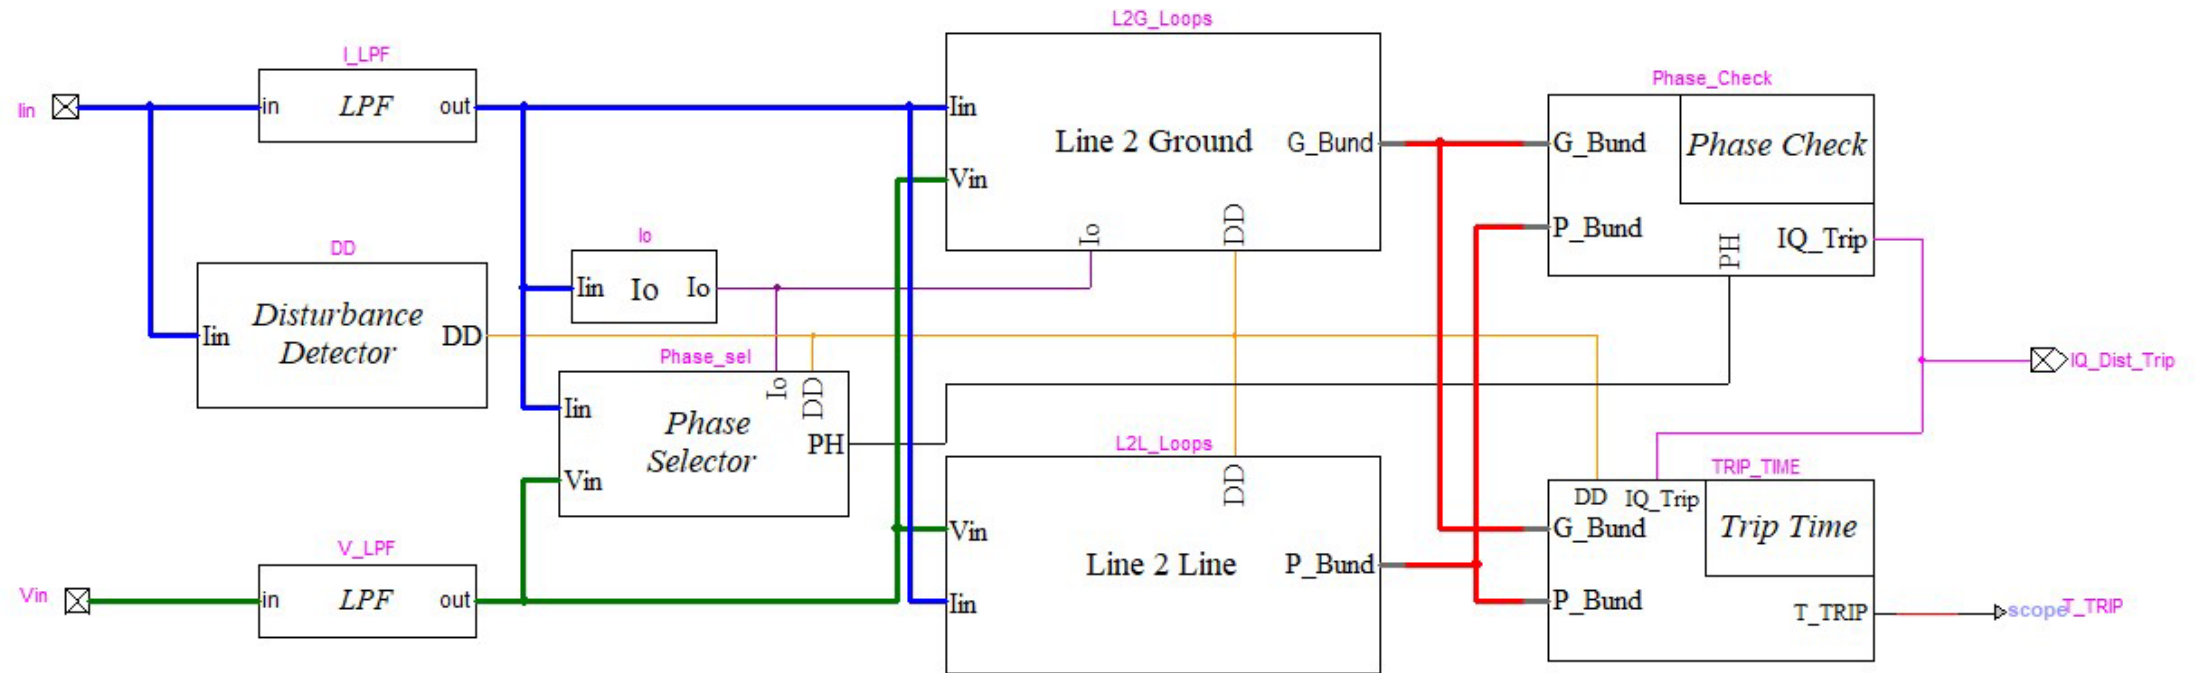 L2G_Loops
I_LPF
Iin
in
LPF
out
Iin
Line 2 Ground
G_Bund
Vin
Io
DD
Phase_Check
G_Bund
Phase Check
P_Bund
PH
IQ_Trip
DD
Iin
Disturbance
Detector
DD
Io
Iin
Io
Io
Phase_sel
Io
DD
Iin
Phase
Selector
PH
Vin
IQ_Dist_Trip
L2L_Loops
DD
Vin
Line 2 Line
P_Bund
Iin
TRIP_TIME
DD
IQ_Trip
G_Bund
Trip Time
P_Bund
T_TRIP
scope
T_TRIP
V_LPF
Vin
in
LPF
out